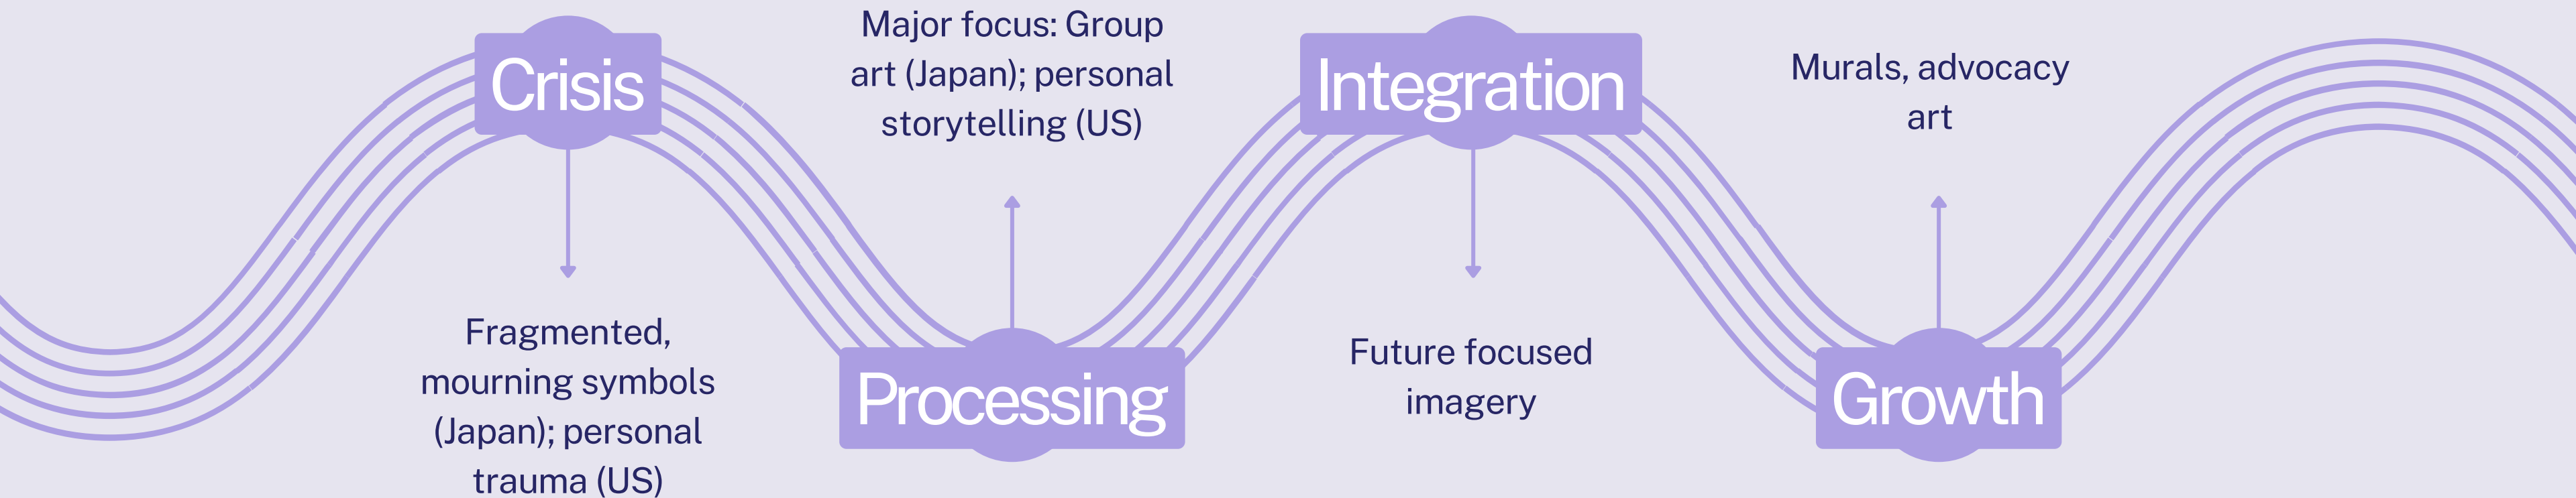 Crisis
Fragmented,
mourning symbols
(Japan); personal
trauma (US)
Major focus: Group
art (Japan); personal
storytelling (US)
Processing
Integration
Future focused
imagery
Murals, advocacy
art
Growth